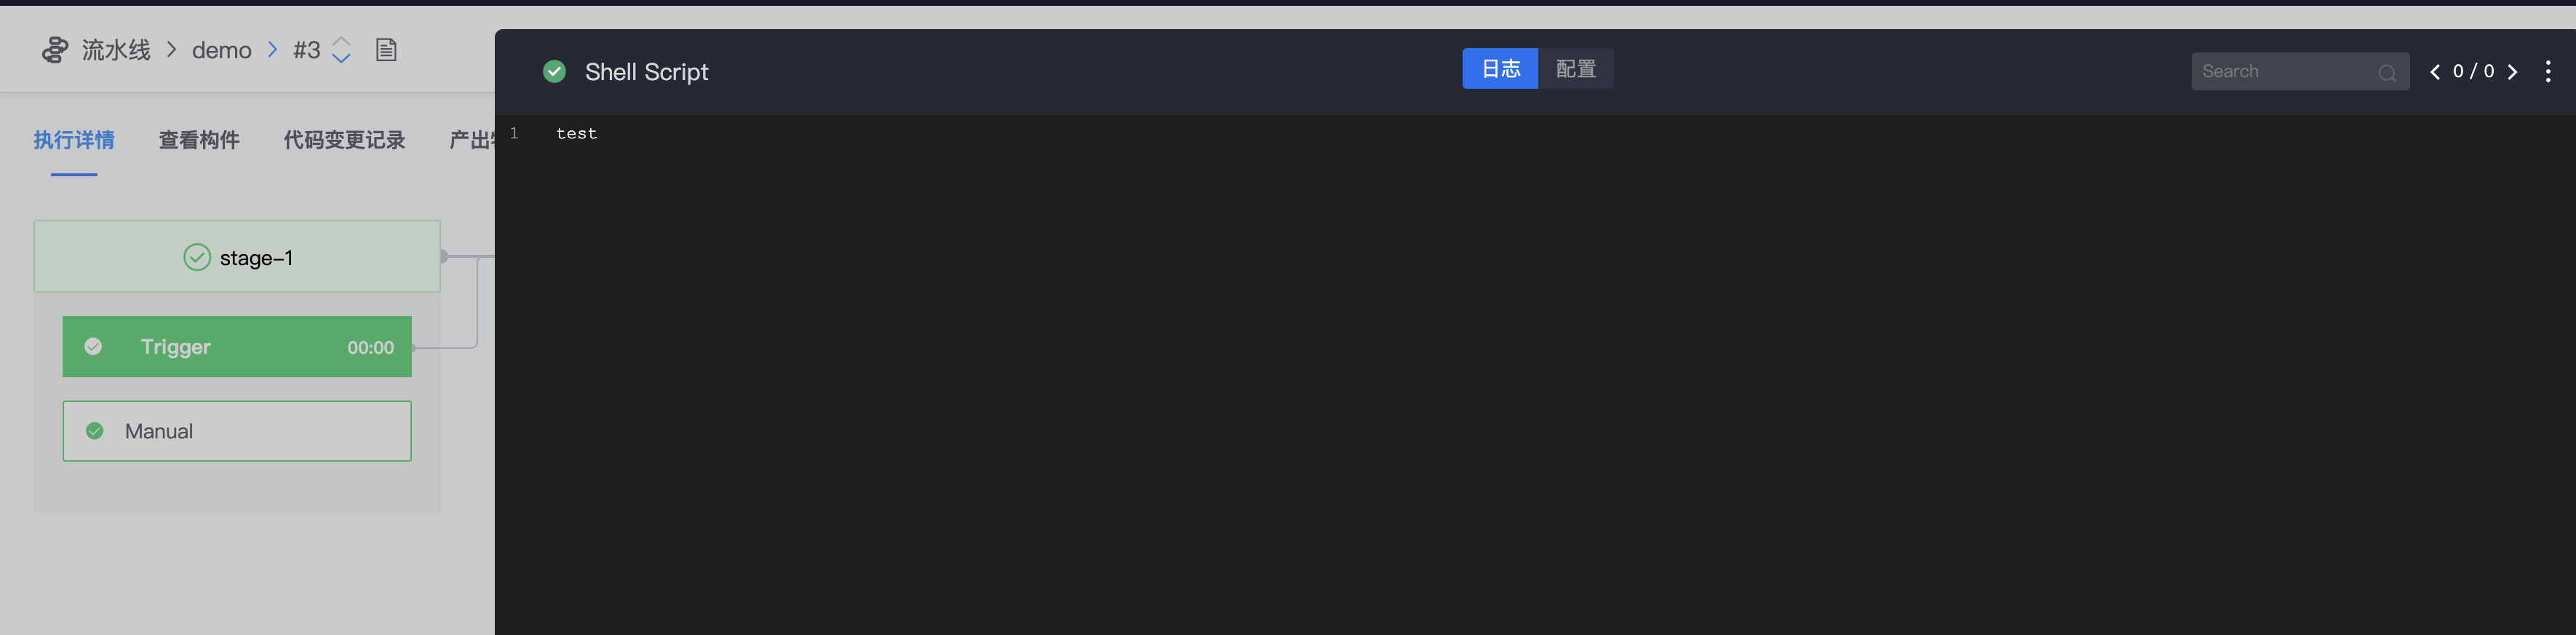 流水线 > demo > #3
Shell Script
日志
配置
Search
0 / 0
执行详情
查看构件
代码变更记录
产出
1 test
stage-1
Trigger 00:00
Manual